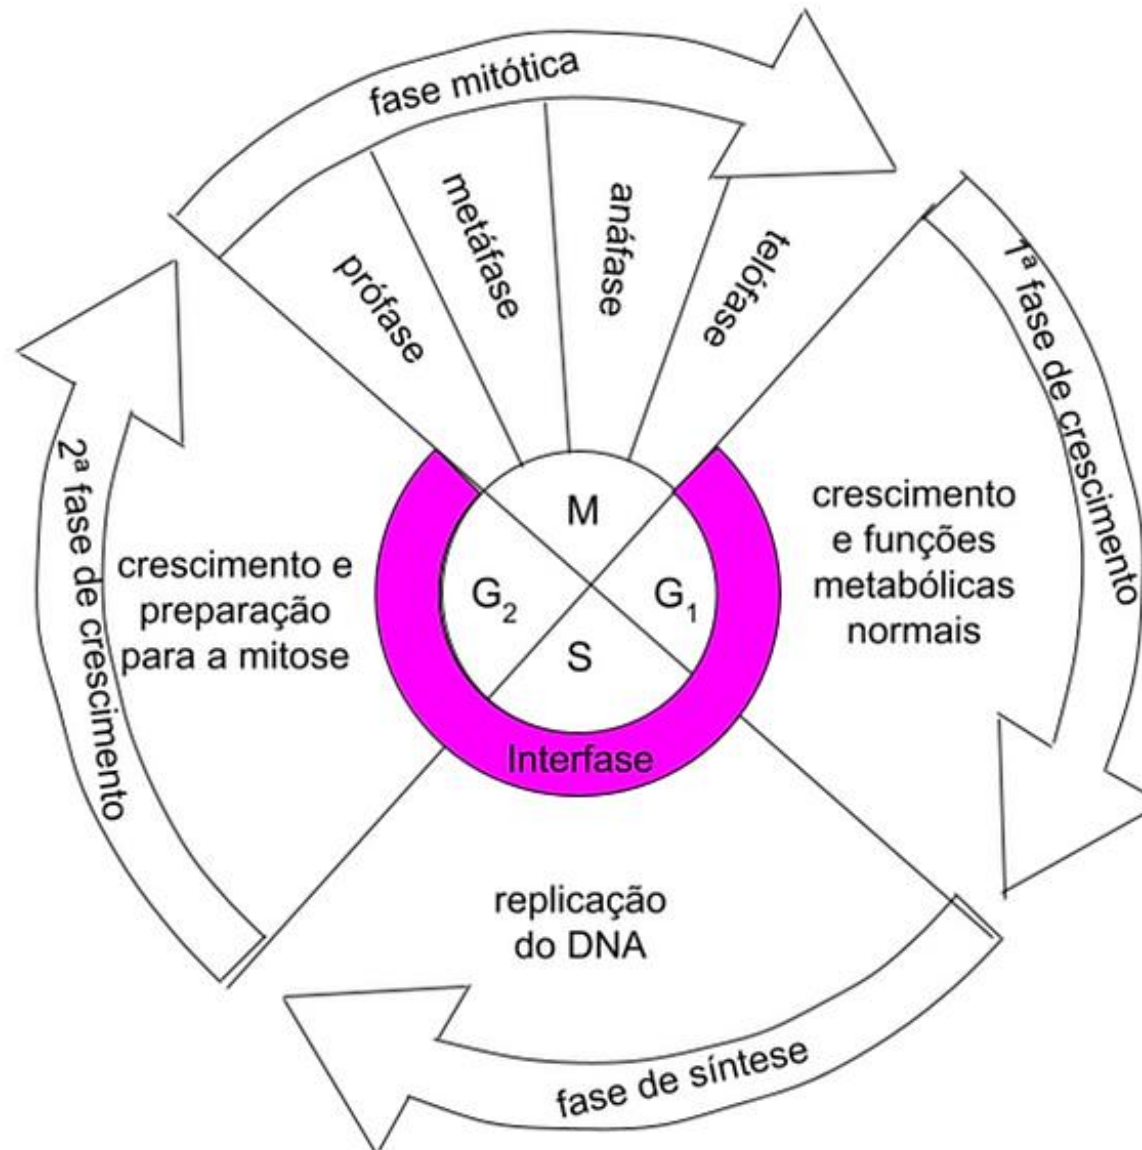 fase mitótica
prófase
metáfase
anáfase
telófase
1ª fase de crescimento
crescimento
e funções
metabólicas
normais
2ª fase de crescimento
crescimento e
preparação
para a mitose
M
G₂
G₁
S
Interfase
replicação
do DNA
fase de síntese